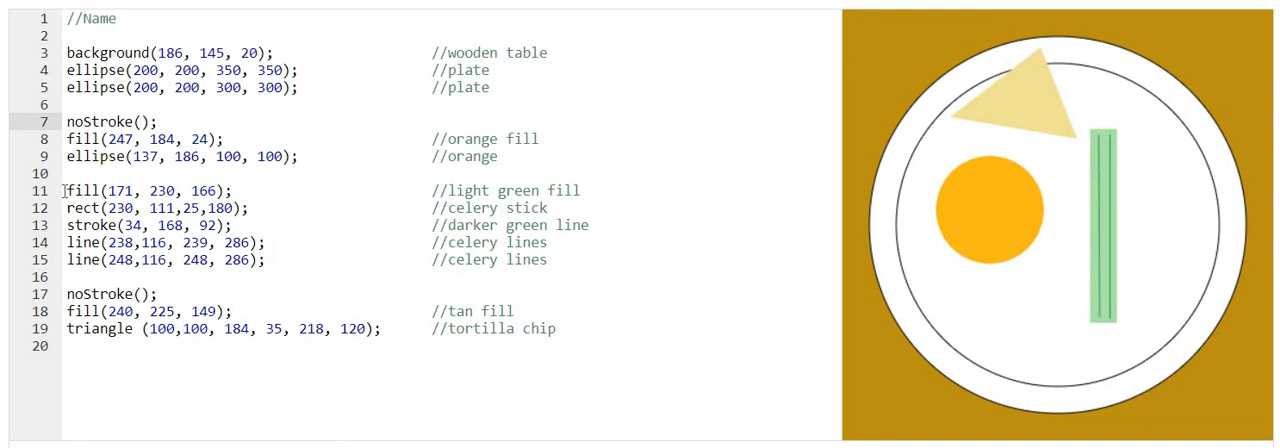 1 //Name
2
3 background(186, 145, 20); //wooden table
4 ellipse(200, 200, 350, 350); //plate
5 ellipse(200, 200, 300, 300); //plate
6
7 noStroke();
8 fill(247, 184, 24); //orange fill
9 ellipse(137, 186, 100, 100); //orange
10
11 fill(171, 230, 166); //light green fill
12 rect(230, 111,25,180); //celery stick
13 stroke(34, 168, 92); //darker green line
14 line(238,116, 239, 286); //celery lines
15 line(248,116, 248, 286); //celery lines
16
17 noStroke();
18 fill(240, 225, 149); //tan fill
19 triangle (100,100, 184, 35, 218, 120); //tortilla chip
20